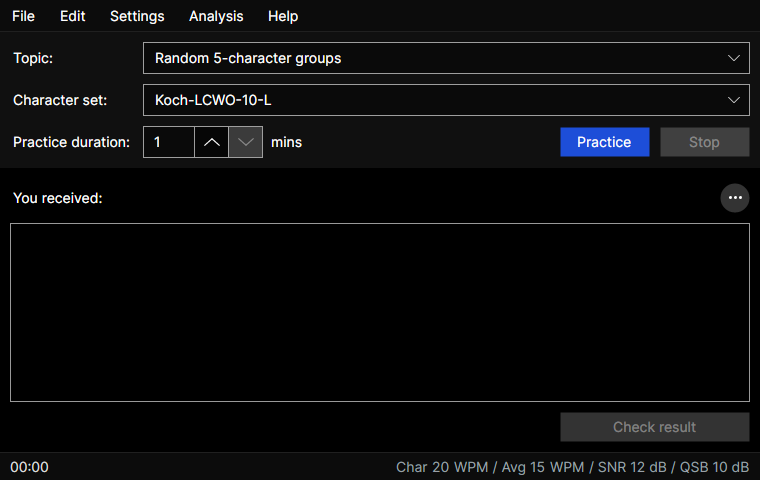 File Edit Settings Analysis Help
Topic: Random 5-character groups
Character set: Koch-LCWO-10-L
Practice duration: 1 mins Practice Stop
You received:
Check result
00:00 Char 20 WPM / Avg 15 WPM / SNR 12 dB / QSB 10 dB